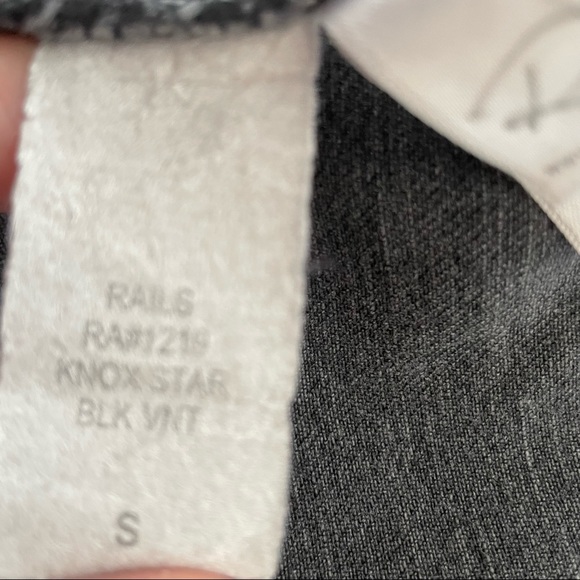 RAILS
RA#1219
KNOX STAR
BLK VNT
S